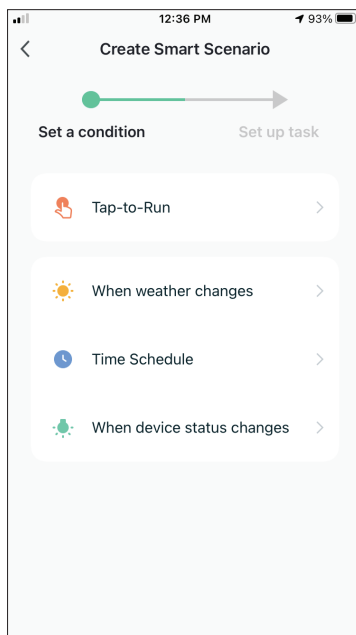 12:36 PM
93%
Create Smart Scenario
Set a condition
Set up task
Tap-to-Run
When weather changes
Time Schedule
When device status changes